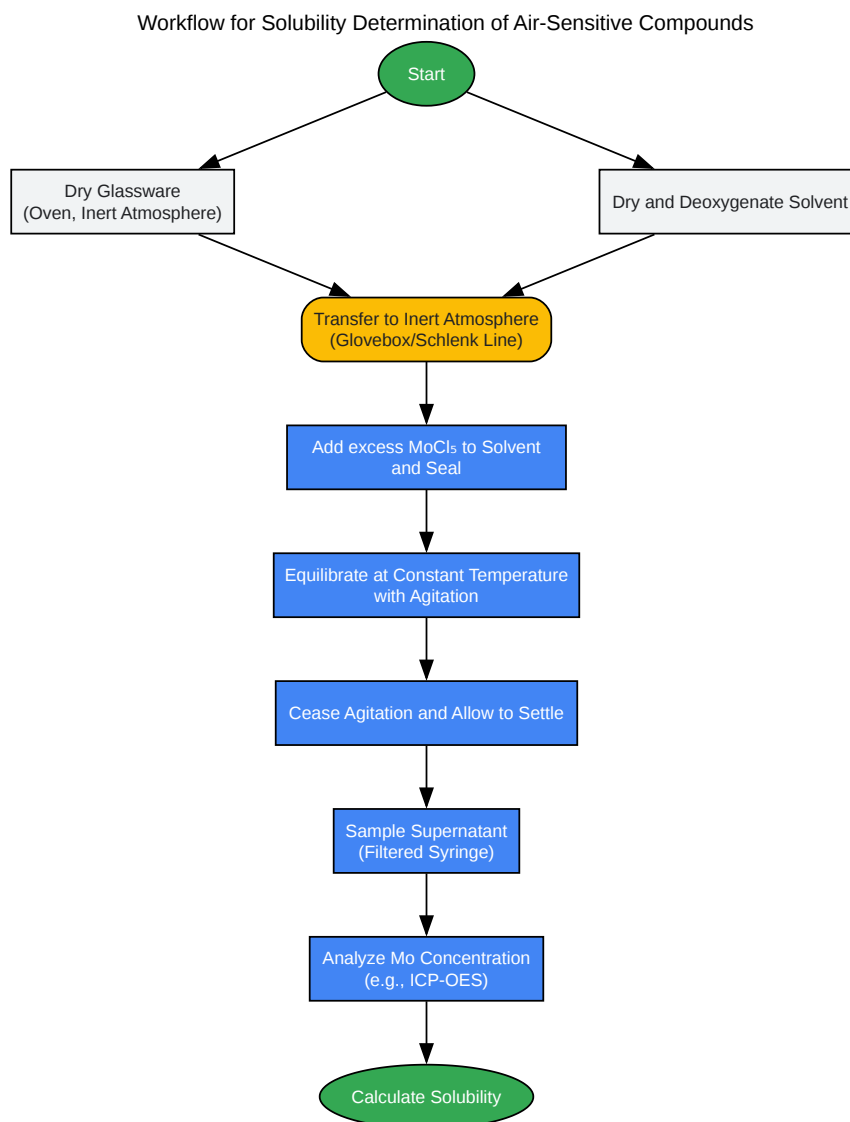 Workflow for Solubility Determination of Air-Sensitive Compounds
Start
Dry Glassware
(Oven, Inert Atmosphere)
Dry and Deoxygenate Solvent
Transfer to Inert Atmosphere
(Glovebox/Schlenk Line)
Add excess MoCl₅ to Solvent
and Seal
Equilibrate at Constant Temperature
with Agitation
Cease Agitation and Allow to Settle
Sample Supernatant
(Filtered Syringe)
Analyze Mo Concentration
(e.g., ICP-OES)
Calculate Solubility